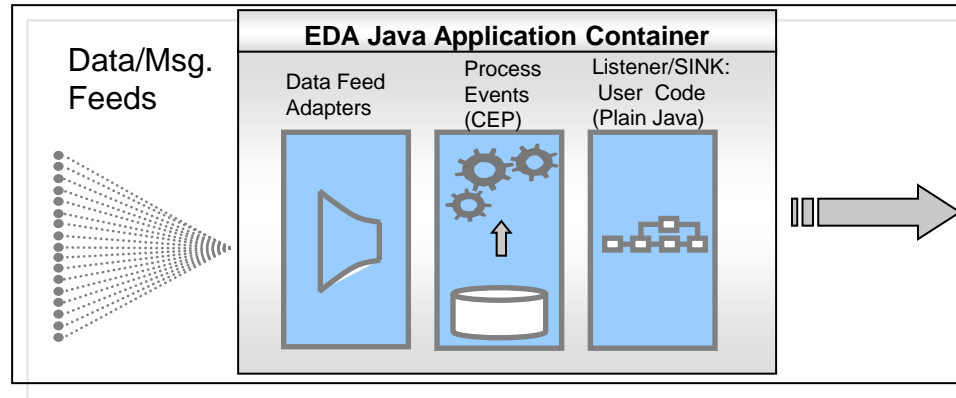 EDA Java Application Container
Data/Msg.
Feeds
Data Feed
Adapters
Process
Events
(CEP)
Listener/SINK:
User Code
(Plain Java)